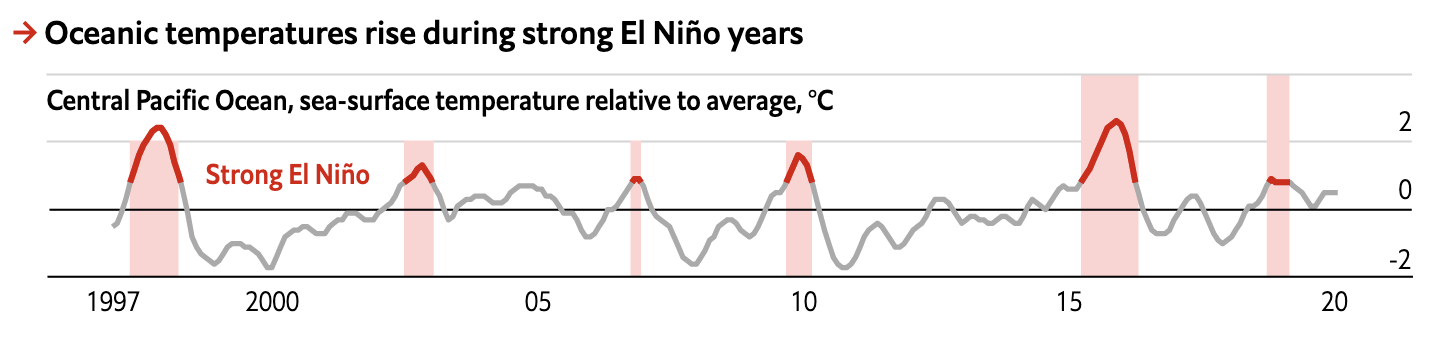 → Oceanic temperatures rise during strong El Niño years
Central Pacific Ocean, sea-surface temperature relative to average, °C
2
Strong El Niño
0
-2
1997 2000 05 10 15 20